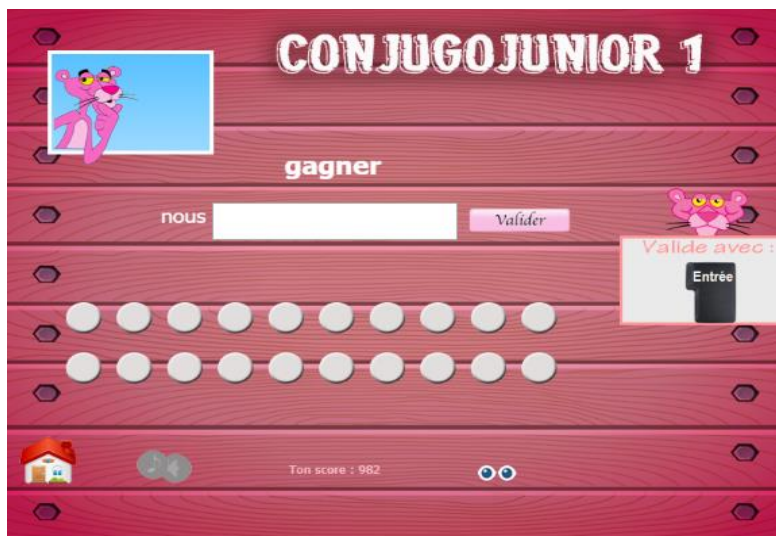 CONJUGOJUNIOR 1
gagner
nous
Valider
Valide avec :
Entrée
Ton score : 982